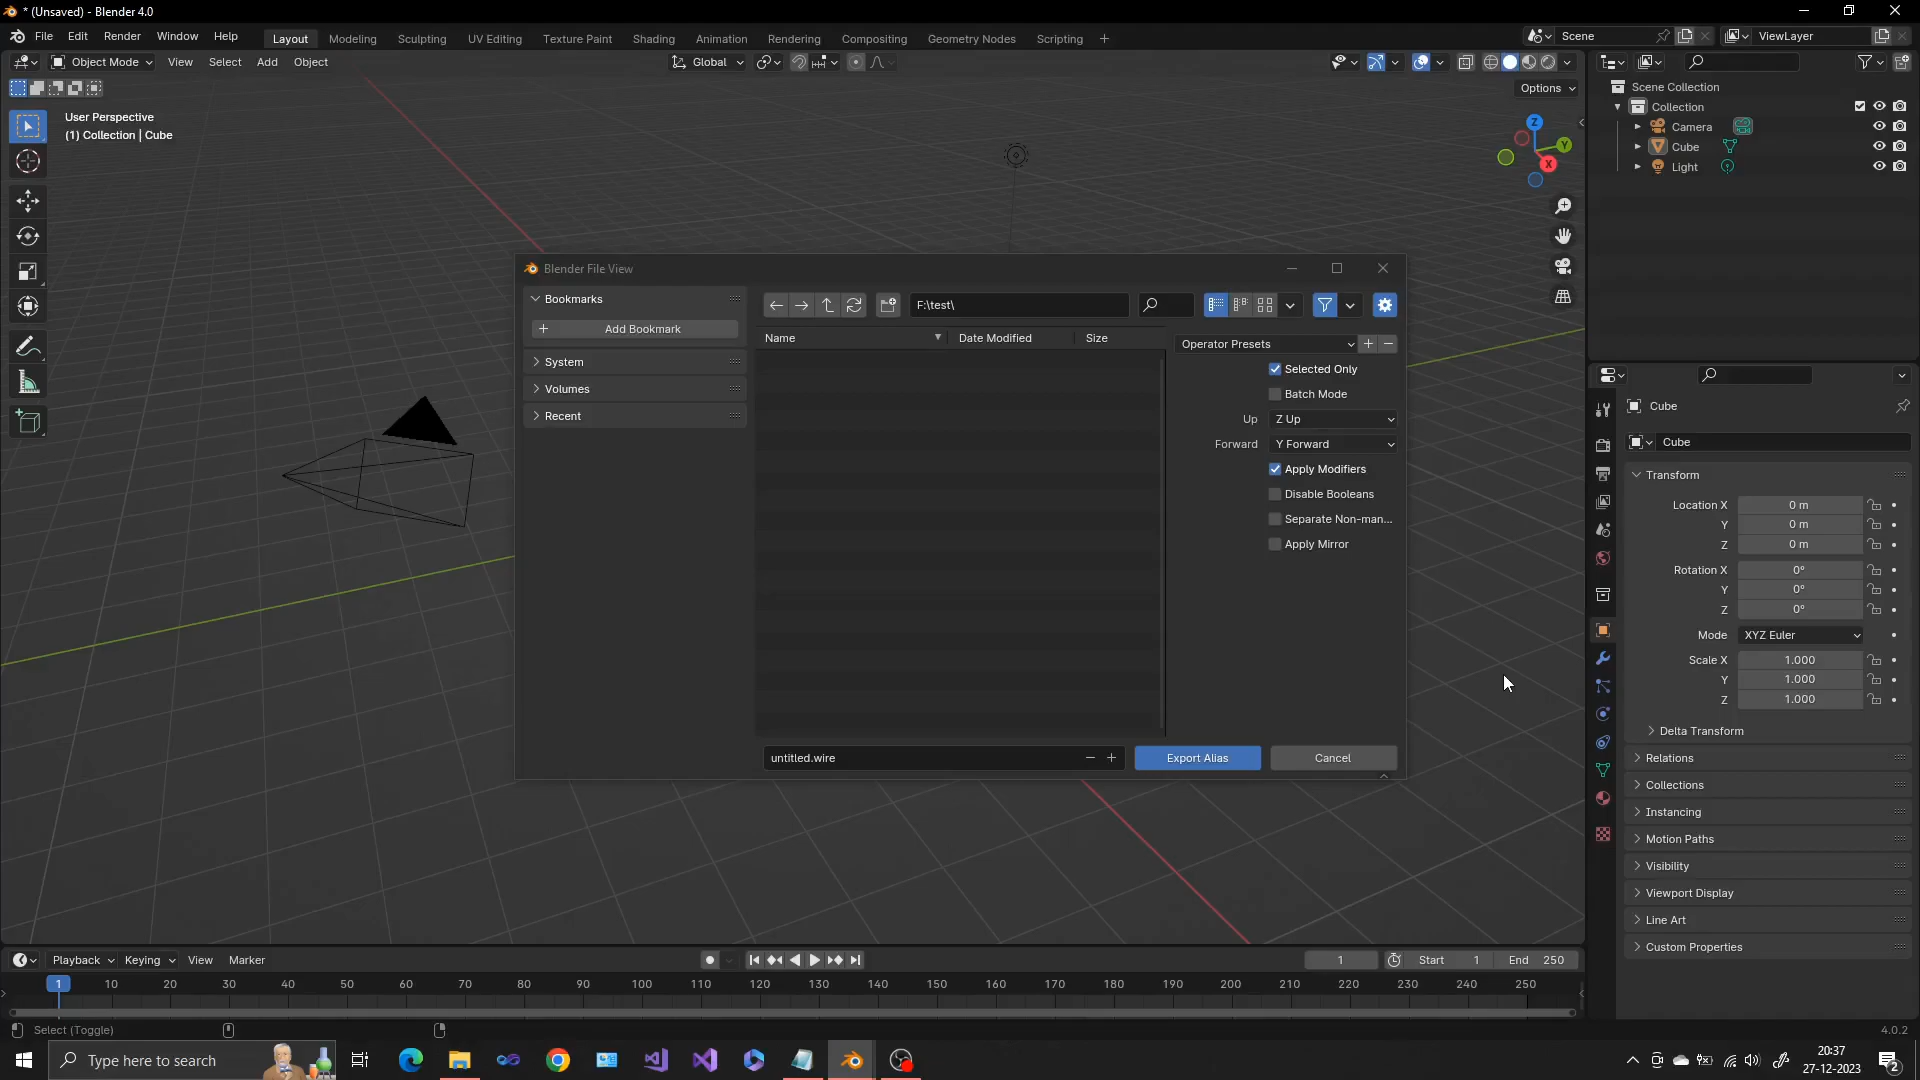 * (Unsaved) - Blender 4.0
File Edit Render Window Help Layout Modeling Sculpting UV Editing Texture Paint Shading Animation Rendering Compositing Geometry Nodes Scripting + Scene ViewLayer
Object Mode View Select Add Object Global
Options
User Perspective
(1) Collection | Cube
Z
Y
X
Scene Collection
Collection
Camera
Cube
Light
Blender File View
Bookmarks
Add Bookmark
System
Volumes
Recent
F:\test\
Name Date Modified Size
Operator Presets
Selected Only
Batch Mode
Up Z Up
Forward Y Forward
Apply Modifiers
Disable Booleans
Separate Non-man...
Apply Mirror
untitled.wire
Export Alias Cancel
Cube
Cube
Transform
Location X 0 m
Y 0 m
Z 0 m
Rotation X 0°
Y 0°
Z 0°
Mode XYZ Euler
Scale X 1.000
Y 1.000
Z 1.000
Delta Transform
Relations
Collections
Instancing
Motion Paths
Visibility
Viewport Display
Line Art
Custom Properties
Playback Keying View Marker 1 Start 1 End 250
1 10 20 30 40 50 60 70 80 90 100 110 120 130 140 150 160 170 180 190 200 210 220 230 240 250
Select (Toggle) 4.0.2
Type here to search
20:37
27-12-2023
2